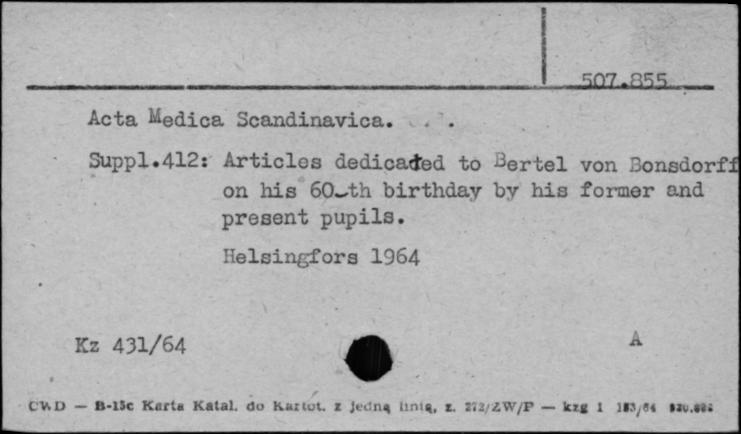 507.855
Acta Medica Scandinavica.
Suppl.412: Articles dedicated to Bertel von Bonsdorff
on his 60-th birthday by his former and
present pupils.
Helsingfors 1964
Kz 431/64
A
CWD — B-15c Karta Katal. do Kartot. z jedną linią, z. 272/ZW/P — kzg 1